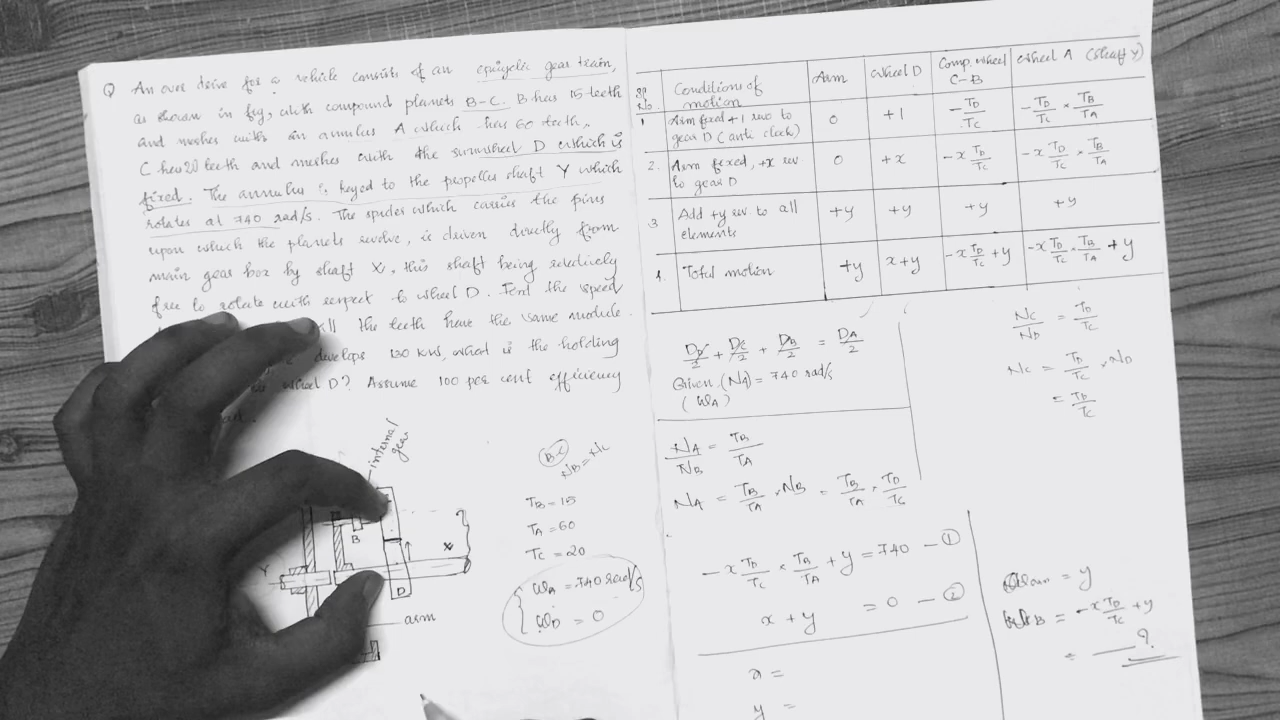 Q An over drive for a vehicle consists of an epicyclic gear train,
as shown in fig, with compound planets B-C. B has 15 teeth
and meshes with an annulus A which has 60 teeth.
C has 20 teeth and meshes with the sunwheel D which is
fixed. The annulus is keyed to the propeller shaft Y which
rotates at 740 rad/s. The spider which carries the pins
upon which the planets revolve, is driven directly from
main gear box by shaft X, this shaft being relatively
free to rotate with respect to wheel D. Find the speed
all the teeth have the same module.
develops 130 kW, what is the holding
wheel D? Assume 100 per cent efficiency
internal
gear
B
X
Y
D
arm
B-C
NB = NC
TB = 15
TA = 60
TC = 20
ωA = 740 rad/s
ωD = 0
Sl No. Conditions of motion Arm Wheel D Comp. wheel C-B Wheel A (Shaft Y)
1 Arm fixed +1 rev to gear D (anti clock) 0 +1 -TD/TC -TD/TC × TB/TA
2. Arm fixed, +x rev. to gear D 0 +x -x TD/TC -x TD/TC × TB/TA
3 Add +y rev. to all elements +y +y +y +y
4. Total motion +y x+y -x TD/TC + y -x TD/TC × TB/TA + y
DD/2 + DC/2 + DB/2 = DA/2
Given (NA) = 740 rad/s
(ωA)
NA/NB = TB/TA
NA = TB/TA × NB = TB/TA × TD/TC
-x TD/TC × TB/TA + y = 740 - ①
x + y = 0 - ②
x =
y =
NC/ND = TD/TC
NC = TD/TC × ND
= TD/TC
= y
= -x TD/TC + y
= ?